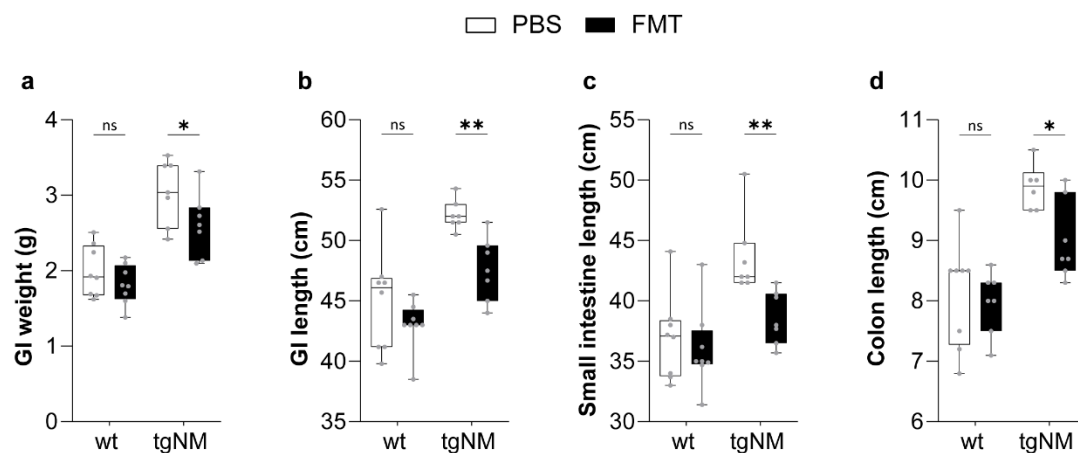 PBS FMT
a
GI weight (g)
4
3
2
1
0
ns
*
wt tgNM
b
GI length (cm)
60
55
50
45
40
35
ns
**
wt tgNM
c
Small intestine length (cm)
55
50
45
40
35
30
ns
**
wt tgNM
d
Colon length (cm)
11
10
9
8
7
6
ns
*
wt tgNM